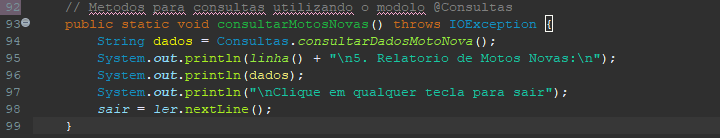 92 // Metodos para consultas utilizando o modolo @Consultas
93 public static void consultarMotosNovas() throws IOException {
94 String dados = Consultas.consultarDadosMotoNova();
95 System.out.println(linha() + "\n5. Relatorio de Motos Novas:\n");
96 System.out.println(dados);
97 System.out.println("\nClique em qualquer tecla para sair");
98 sair = ler.nextLine();
99 }